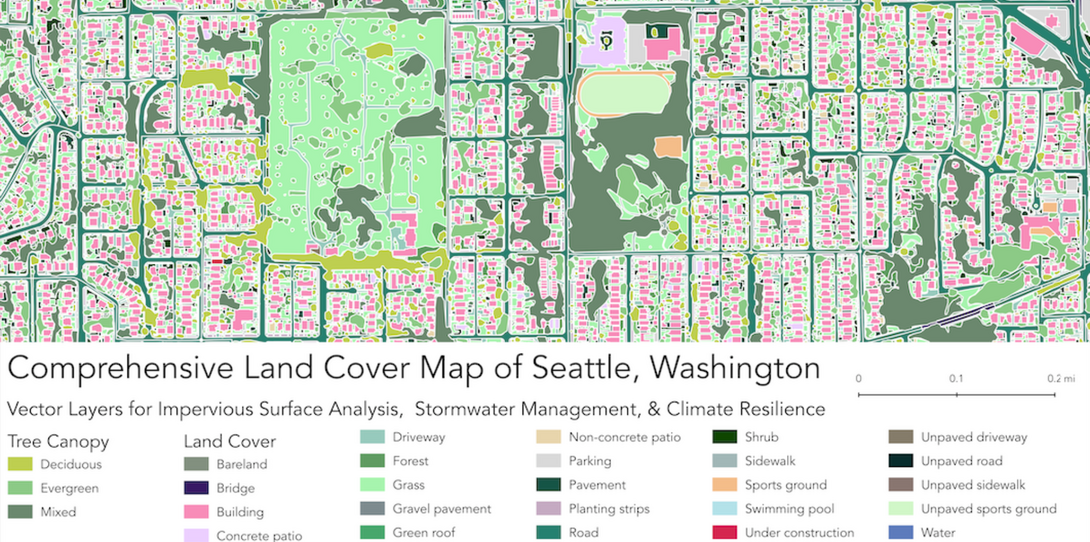 Comprehensive Land Cover Map of Seattle, Washington
0 0.1 0.2 mi
Vector Layers for Impervious Surface Analysis, Stormwater Management, & Climate Resilience
Tree Canopy
Deciduous
Evergreen
Mixed
Land Cover
Bareland
Bridge
Building
Concrete patio
Driveway
Forest
Grass
Gravel pavement
Green roof
Non-concrete patio
Parking
Pavement
Planting strips
Road
Shrub
Sidewalk
Sports ground
Swimming pool
Under construction
Unpaved driveway
Unpaved road
Unpaved sidewalk
Unpaved sports ground
Water